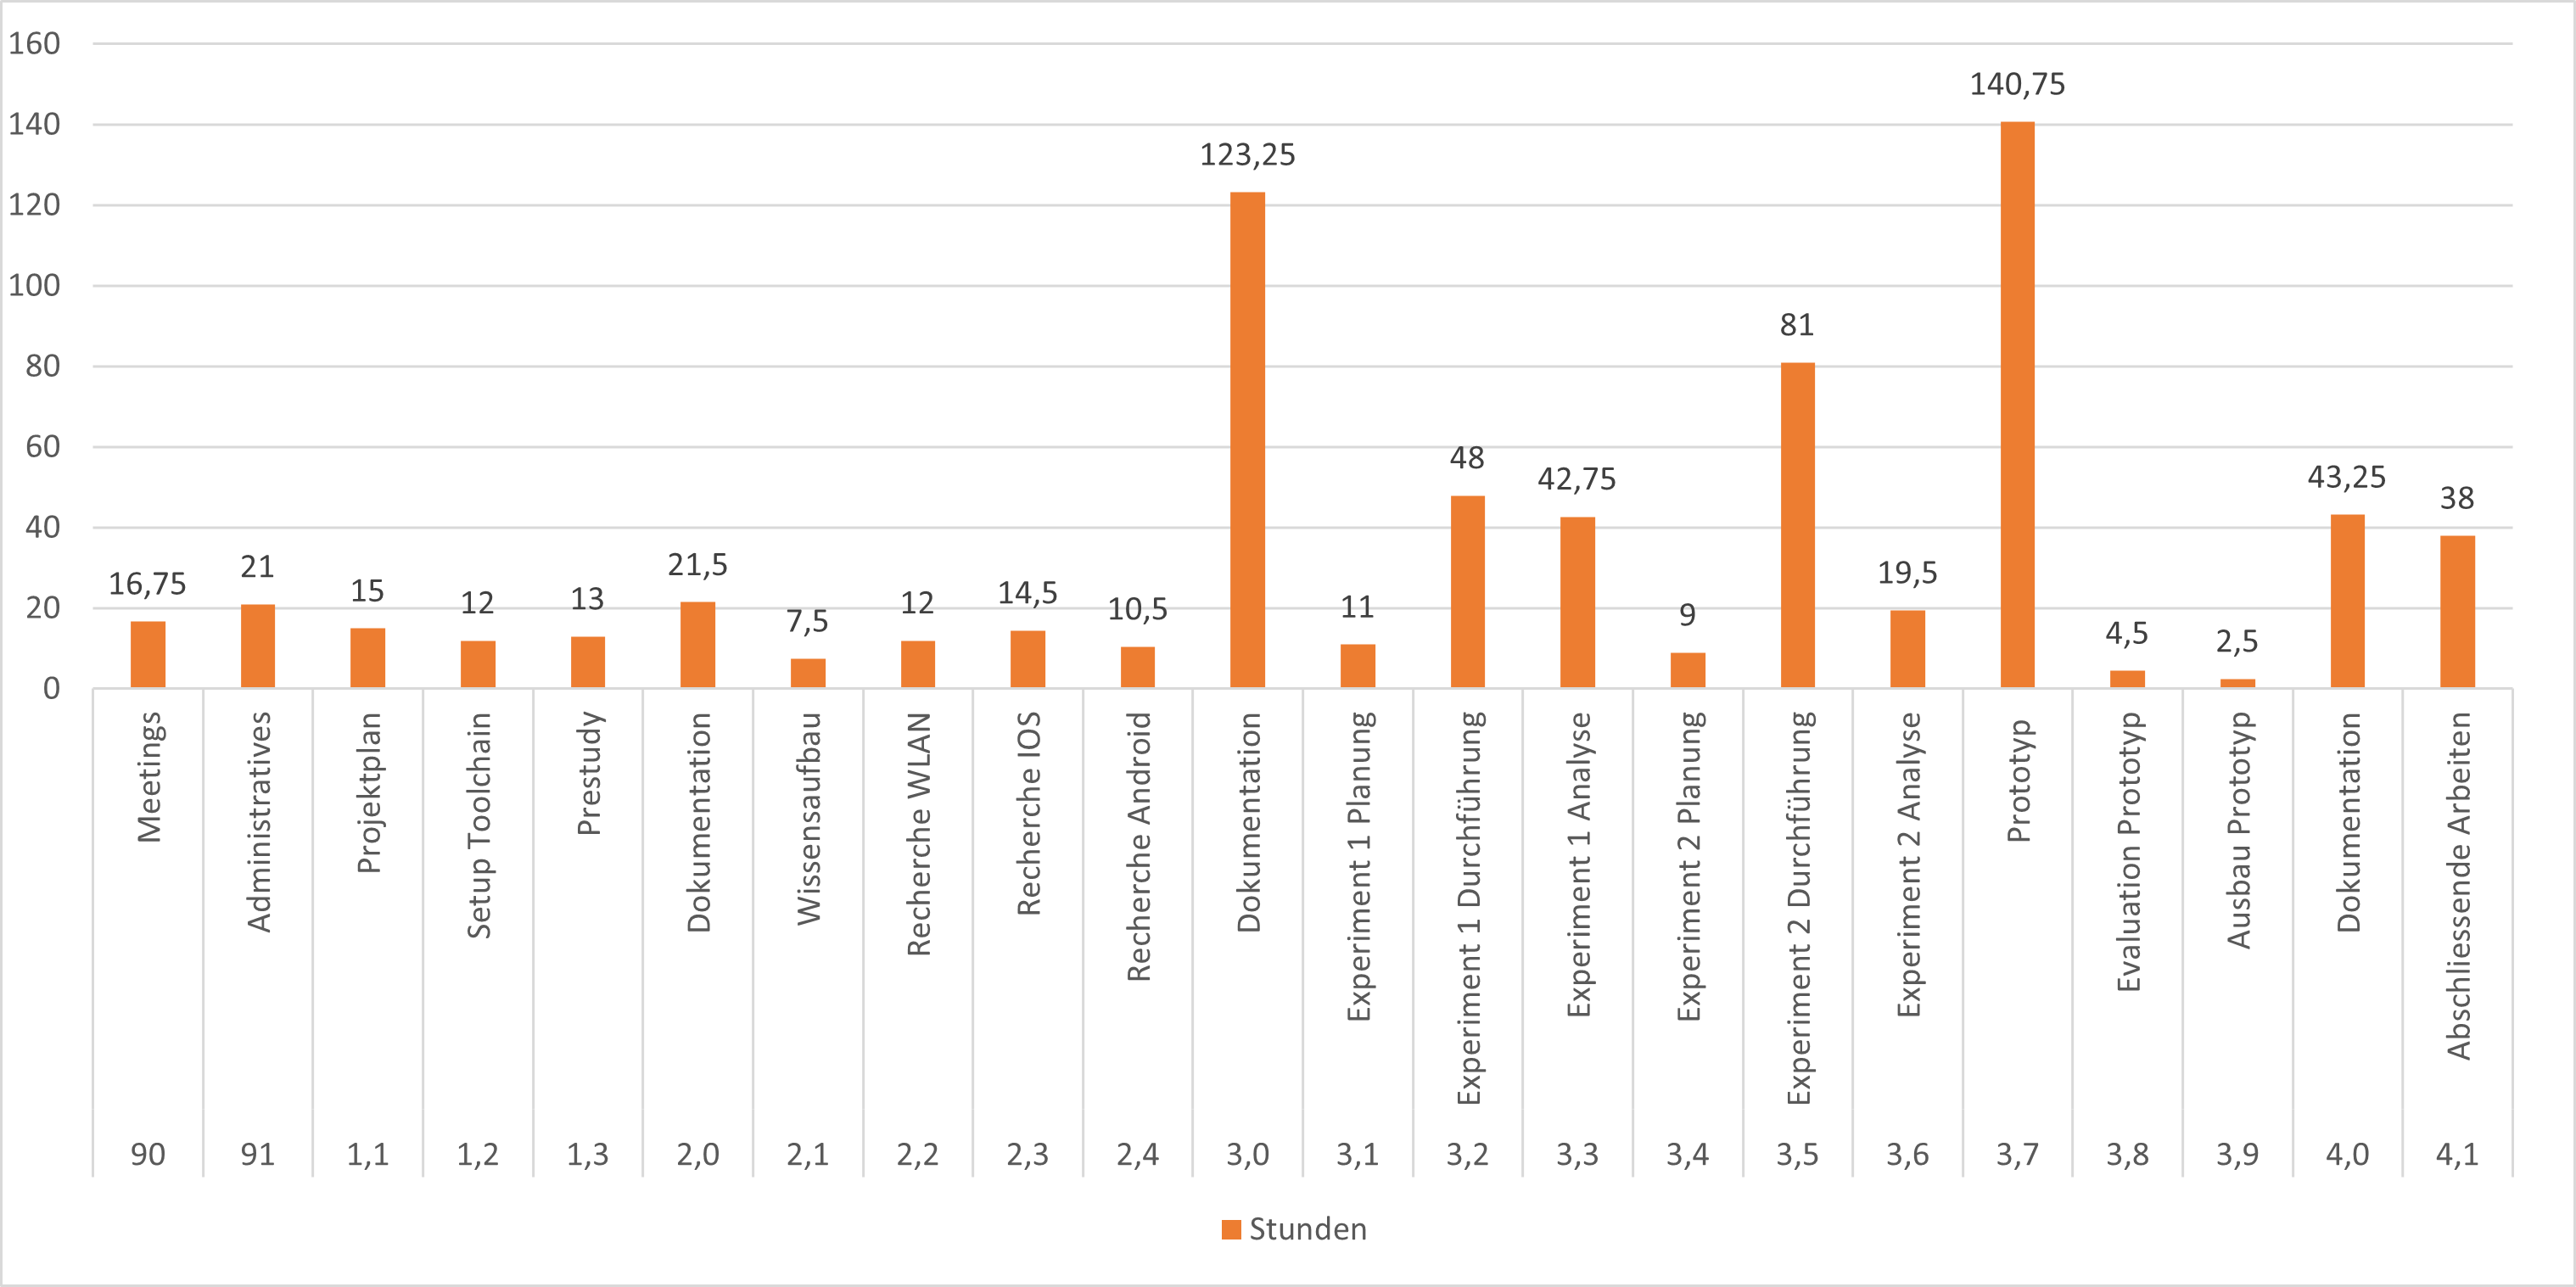 160
140
120
100
80
60
40
20
0
16,75
21
15
12
13
21,5
7,5
12
14,5
10,5
123,25
11
48
42,75
9
81
19,5
140,75
4,5
2,5
43,25
38
Meetings
Administratives
Projektplan
Setup Toolchain
Prestudy
Dokumentation
Wissensaufbau
Recherche WLAN
Recherche IOS
Recherche Android
Dokumentation
Experiment 1 Planung
Experiment 1 Durchführung
Experiment 1 Analyse
Experiment 2 Planung
Experiment 2 Durchführung
Experiment 2 Analyse
Prototyp
Evaluation Prototyp
Ausbau Prototyp
Dokumentation
Abschliessende Arbeiten
90 91 1,1 1,2 1,3 2,0 2,1 2,2 2,3 2,4 3,0 3,1 3,2 3,3 3,4 3,5 3,6 3,7 3,8 3,9 4,0 4,1
Stunden